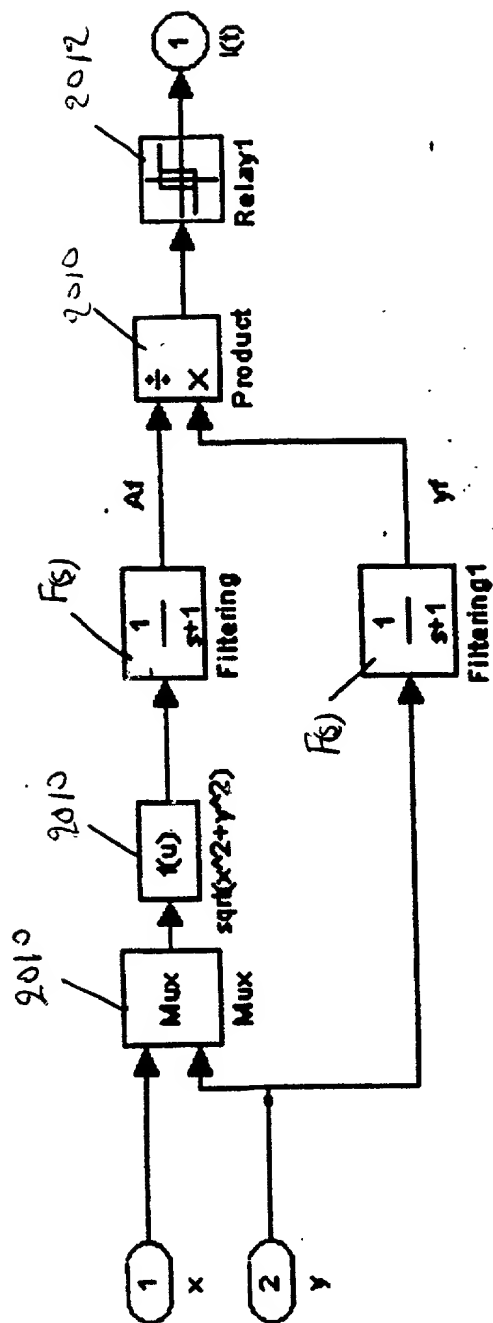 1
x
2
y
2010
Mux
Mux
2010
f(u)
sqrt(x^2+y^2)
F(s)
1
s+1
Filtering
Af
F(s)
1
s+1
Filtering1
yf
2010
÷
X
Product
2012
Relay1
1
I(t)